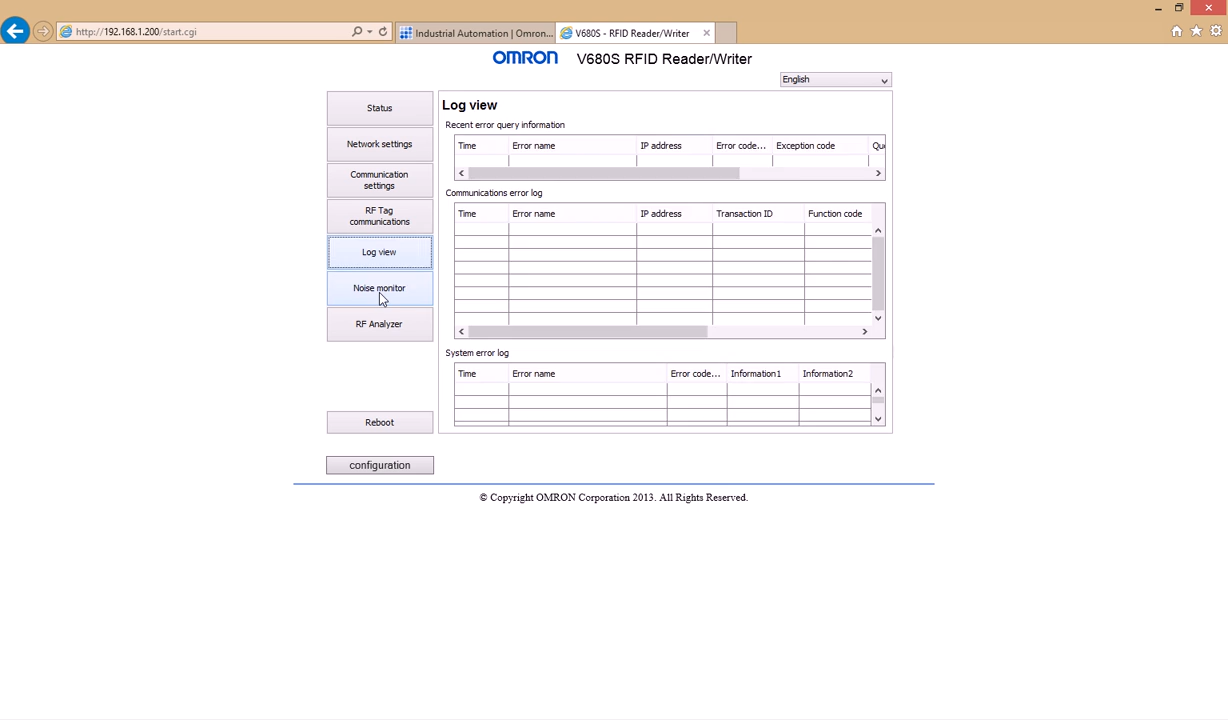 http://192.168.1.200/start.cgi
Industrial Automation | Omron...
V680S - RFID Reader/Writer
OMRON V680S RFID Reader/Writer
English
Status
Network settings
Communication
settings
RF Tag
communications
Log view
Noise monitor
RF Analyzer
Reboot
configuration
Log view
Recent error query information
Time Error name IP address Error code... Exception code Qu
Communications error log
Time Error name IP address Transaction ID Function code
System error log
Time Error name Error code... Information1 Information2
© Copyright OMRON Corporation 2013. All Rights Reserved.